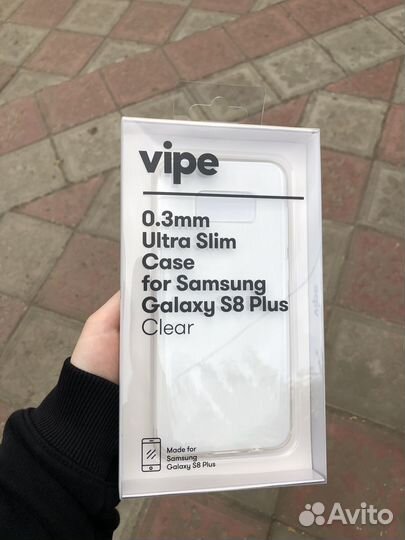 vipe
0.3mm
Ultra Slim
Case
for Samsung
Galaxy S8 Plus
Clear
Made for
Samsung
Galaxy S8 Plus
Avito